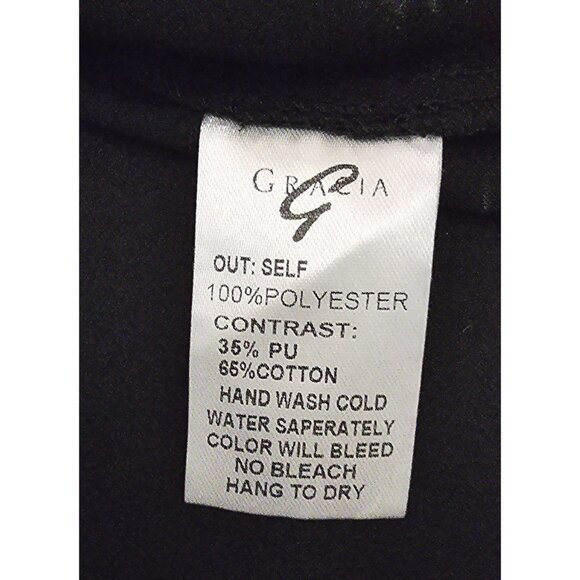 GRACIA
OUT: SELF
100%POLYESTER
CONTRAST:
35% PU
65%COTTON
HAND WASH COLD
WATER SAPERATELY
COLOR WILL BLEED
NO BLEACH
HANG TO DRY